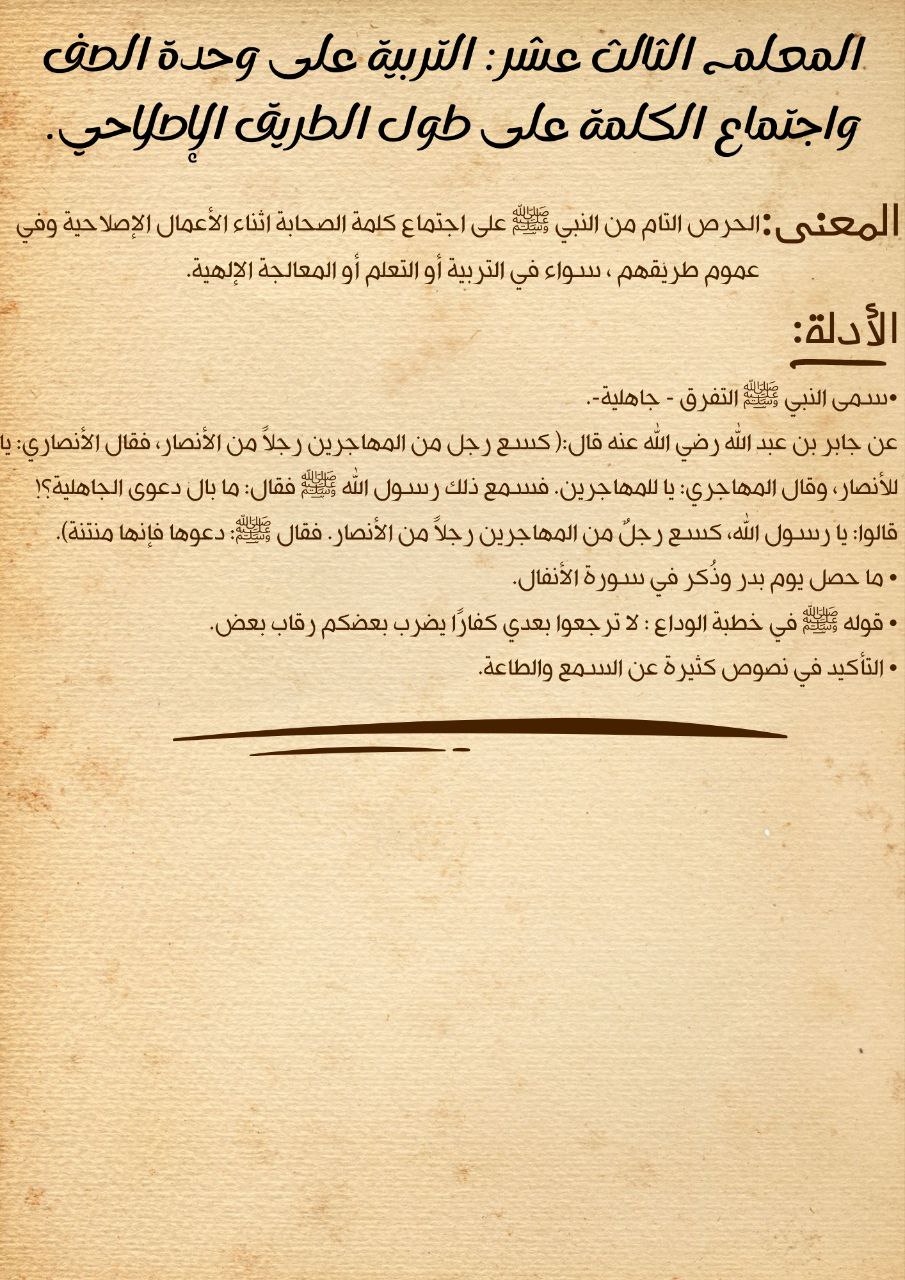 المعلم الثالث عشر: التربية على وحدة الصف
واجتماع الكلمة على طول الطريق الإصلاحي.
المعنى: الحرص التام من النبي ﷺ على اجتماع كلمة الصحابة اثناء الأعمال الإصلاحية وفي
عموم طريقهم ، سواء في التربية أو التعلم أو المعالجة الإلهية.
الأدلة:
•سمى النبي ﷺ التفرق - جاهلية-.
عن جابر بن عبد الله رضي الله عنه قال:( كسع رجل من المهاجرين رجلاً من الأنصار، فقال الأنصاري: يا
للأنصار، وقال المهاجري: يا للمهاجرين. فسمع ذلك رسول الله ﷺ فقال: ما بال دعوى الجاهلية؟!
قالوا: يا رسول الله، كسع رجلٌ من المهاجرين رجلاً من الأنصار. فقال ﷺ: دعوها فإنها منتنة).
• ما حصل يوم بدر وذُكر في سورة الأنفال.
• قوله ﷺ في خطبة الوداع : لا ترجعوا بعدي كفارًا يضرب بعضكم رقاب بعض.
• التأكيد في نصوص كثيرة عن السمع والطاعة.